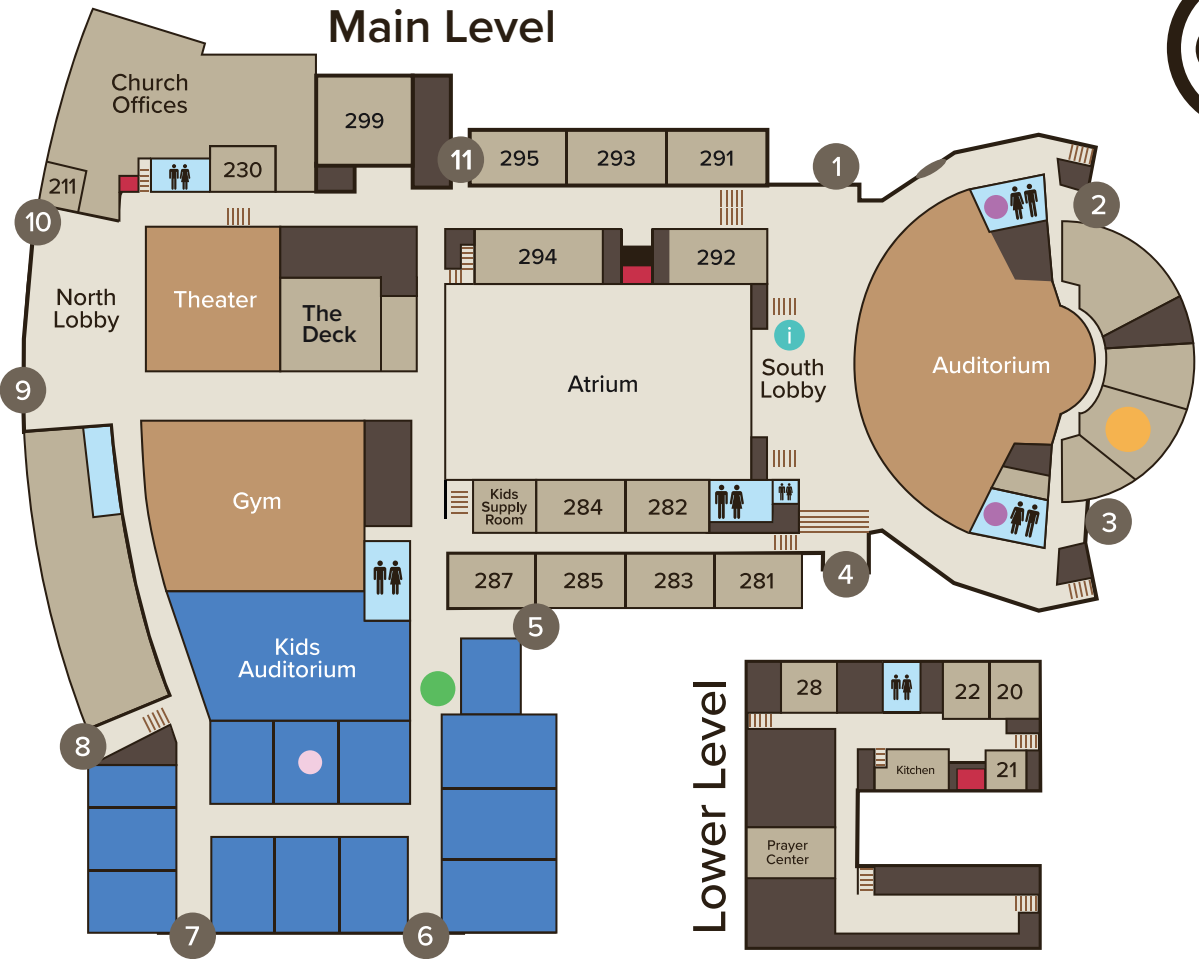 Main Level
Church
Offices
299
11
295
293
291
1
230
211
2
10
294
292
Theater
North
Lobby
The
Deck
i
South
Lobby
Atrium
Auditorium
9
Gym
Kids
Supply
Room
284
282
3
287
285
283
281
4
5
Kids
Auditorium
8
7
6
Lower Level
28
22
20
Kitchen
21
Prayer
Center